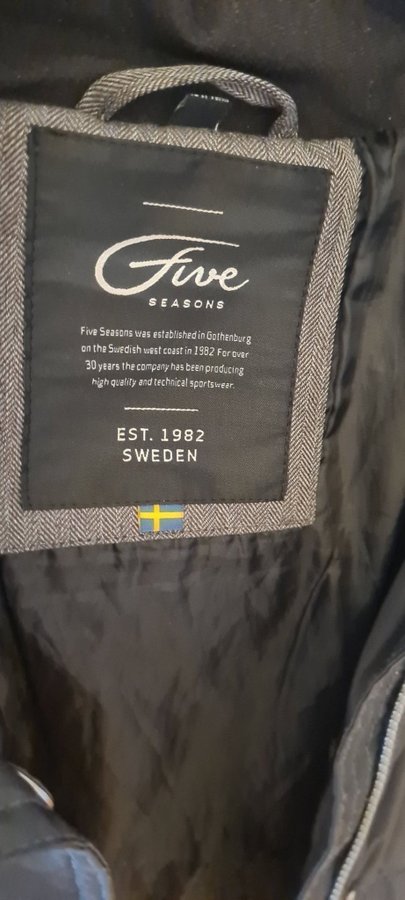 Five
SEASONS
Five Seasons was established in Gothenburg
on the Swedish west coast in 1982 For over
30 years the company has been producing
high quality and technical sportswear.
EST. 1982
SWEDEN